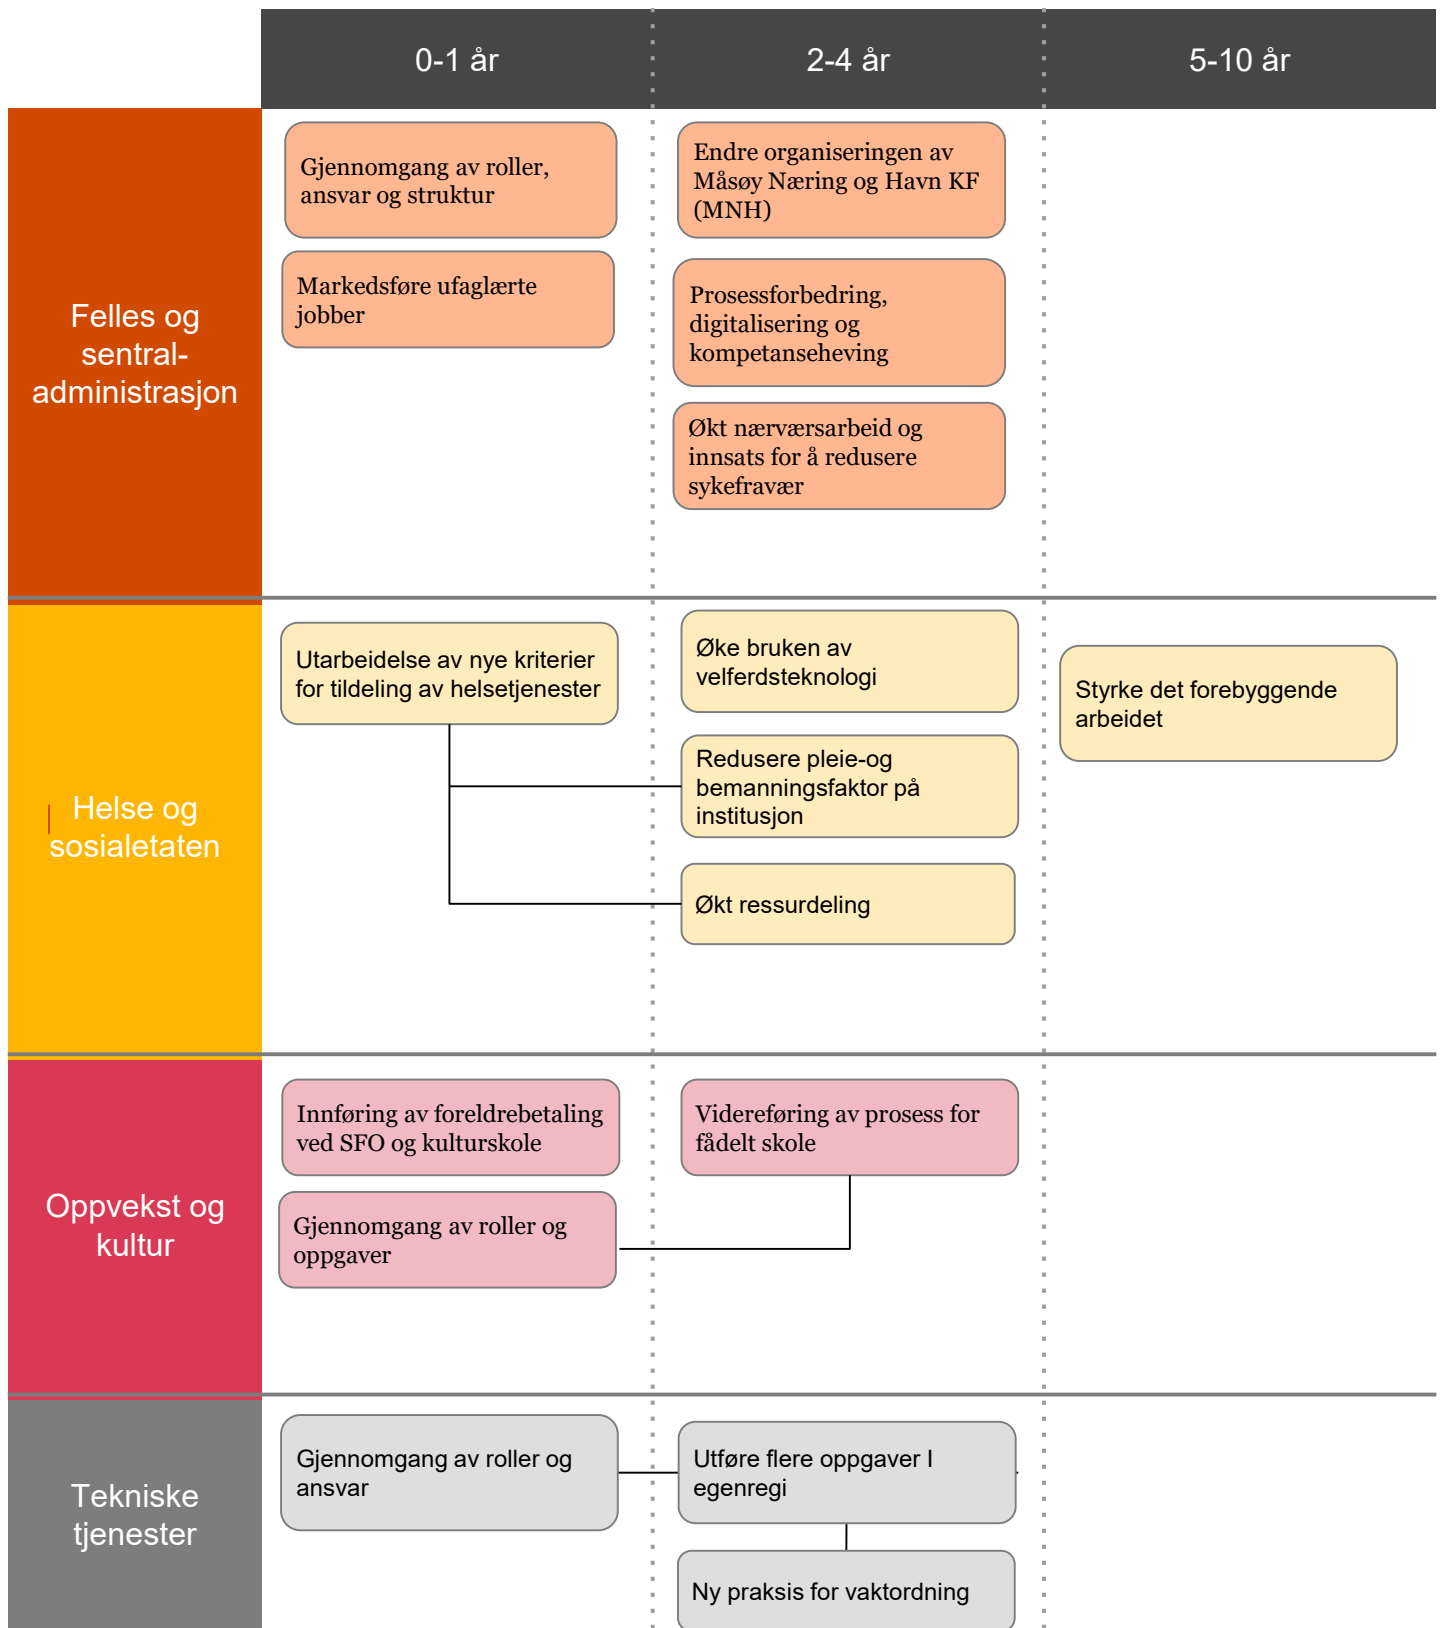 0-1 år
2-4 år
5-10 år
Felles og
sentral-
administrasjon
Gjennomgang av roller,
ansvar og struktur
Markedsføre ufaglærte
jobber
Endre organiseringen av
Måsøy Næring og Havn KF
(MNH)
Prosessforbedring,
digitalisering og
kompetanseheving
Økt nærværsarbeid og
innsats for å redusere
sykefravær
Helse og
sosialetaten
Utarbeidelse av nye kriterier
for tildeling av helsetjenester
Øke bruken av
velferdsteknologi
Redusere pleie-og
bemanningsfaktor på
institusjon
Økt ressurdeling
Styrke det forebyggende
arbeidet
Oppvekst og
kultur
Innføring av foreldrebetaling
ved SFO og kulturskole
Gjennomgang av roller og
oppgaver
Videreføring av prosess for
fådelt skole
Tekniske
tjenester
Gjennomgang av roller og
ansvar
Utføre flere oppgaver I
egenregi
Ny praksis for vaktordning